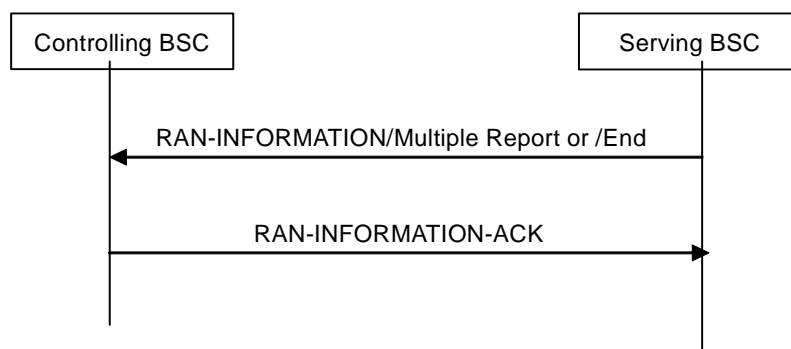 Controlling BSC
Serving BSC
RAN-INFORMATION/Multiple Report or /End
RAN-INFORMATION-ACK